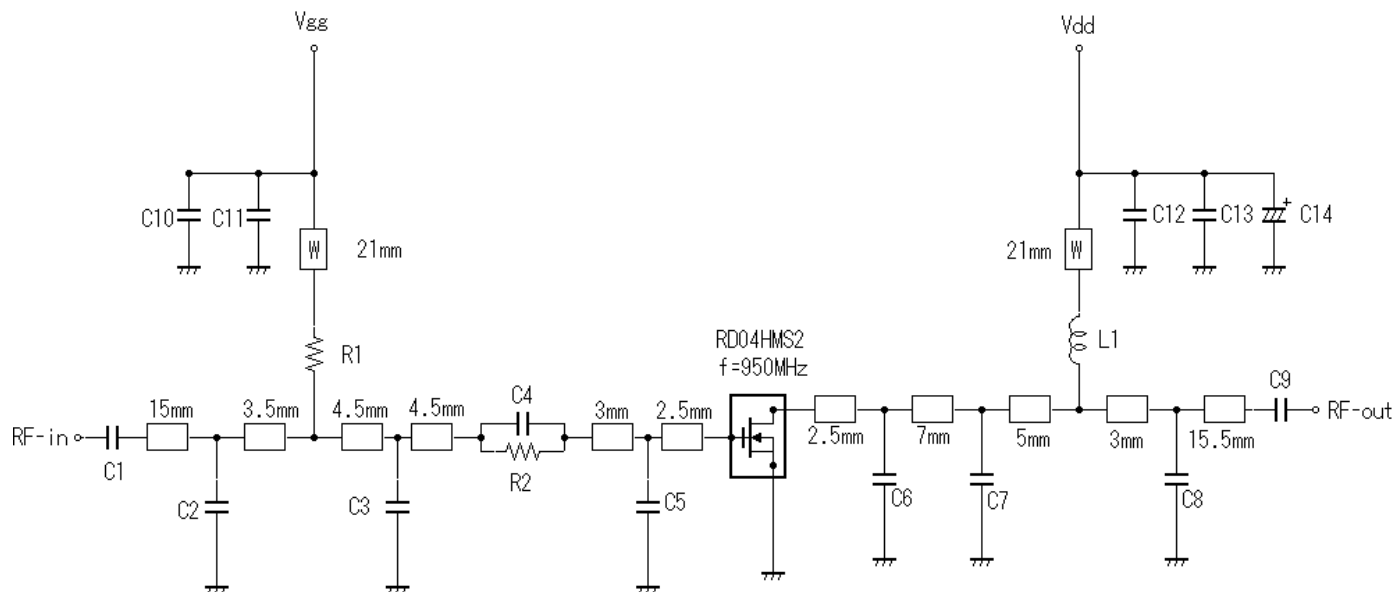 Vgg
Vdd
C10
C11
W
21mm
21mm
W
C12
C13
+
C14
R1
RD04HMS2
f=950MHz
L1
15mm
3.5mm
4.5mm
4.5mm
C4
3mm
2.5mm
C9
RF-in
C1
R2
2.5mm
7mm
5mm
3mm
15.5mm
RF-out
C2
C3
C5
C6
C7
C8